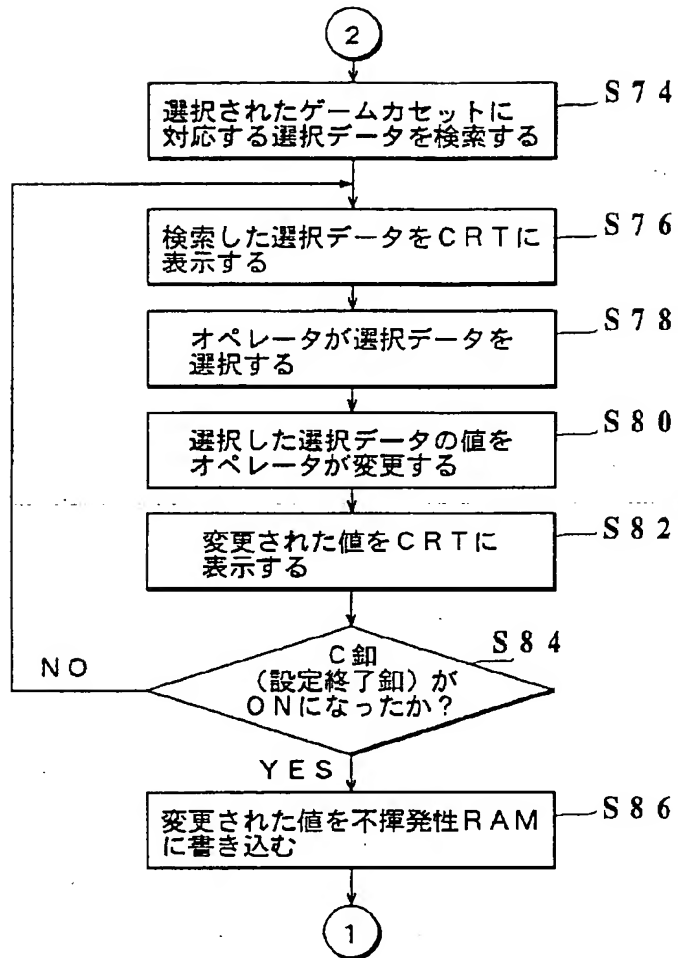 2
S74
選択されたゲームカセットに
対応する選択データを検索する
S76
検索した選択データをCRTに
表示する
S78
オペレータが選択データを
選択する
S80
選択した選択データの値を
オペレータが変更する
S82
変更された値をCRTに
表示する
S84
C釦
(設定終了釦)が
ONになったか?
NO
YES
S86
変更された値を不揮発性RAM
に書き込む
1